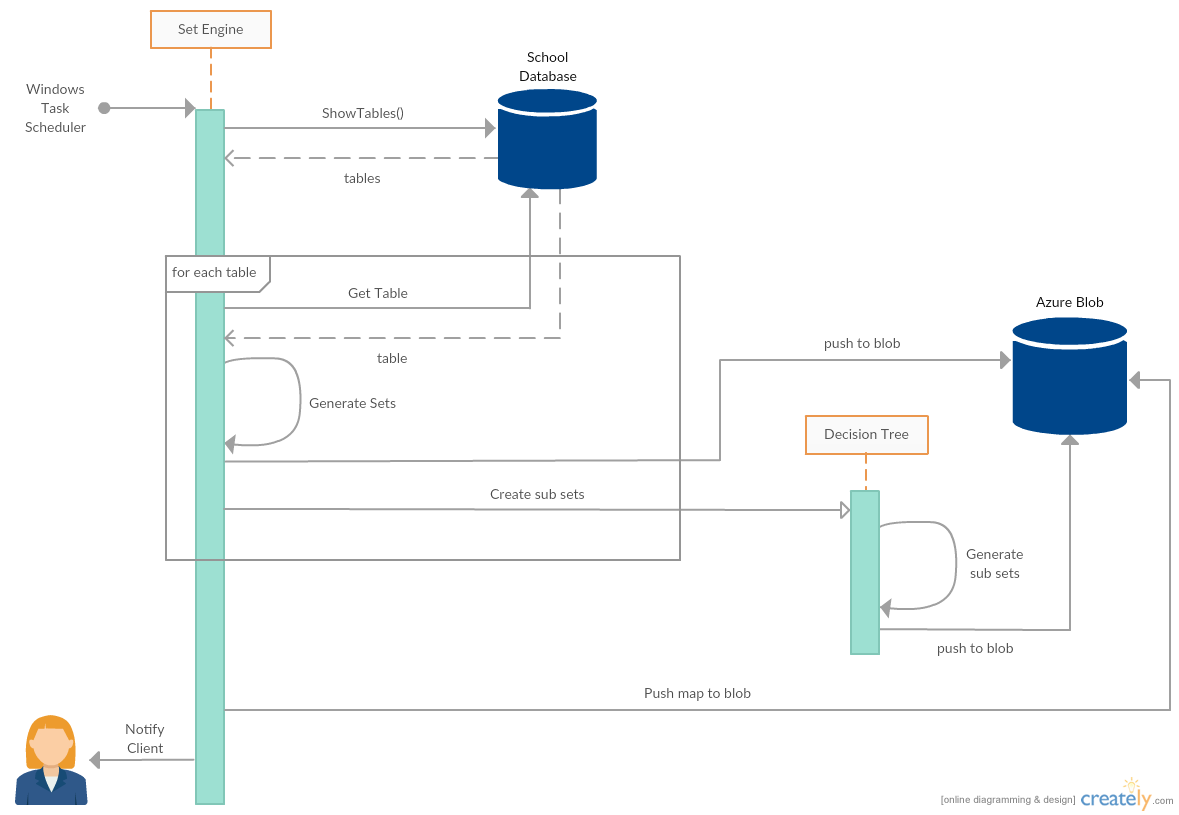 Set Engine
School
Database
Windows
Task
Scheduler
ShowTables()
tables
for each table
Get Table
table
Generate Sets
Azure Blob
push to blob
Decision Tree
Create sub sets
Generate
sub sets
push to blob
Push map to blob
Notify
Client
[online diagramming & design] creately.com